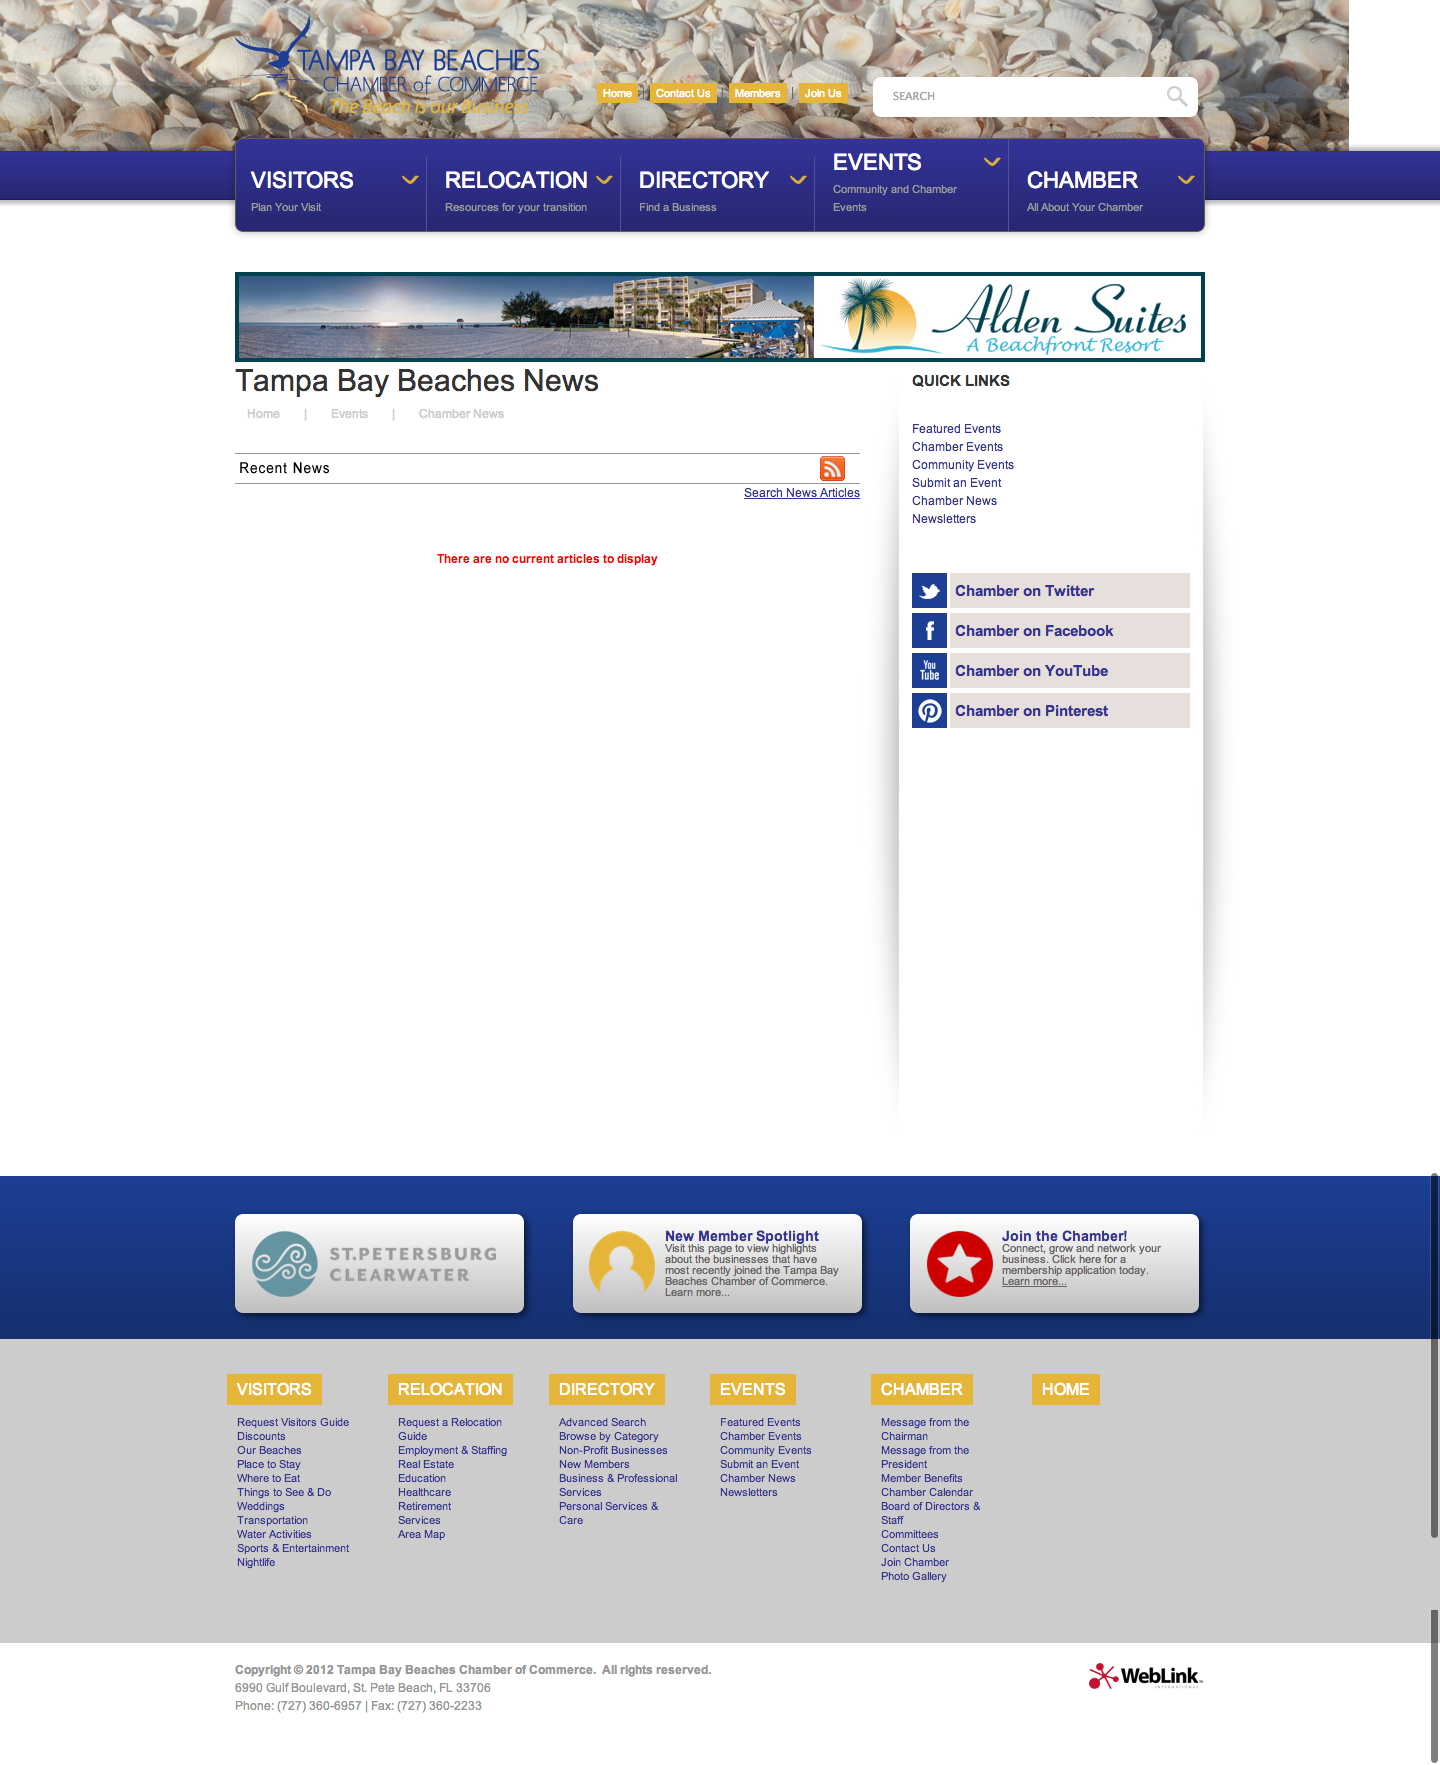 TAMPA BAY BEACHES
CHAMBER of COMMERCE
The Beach is our Business
Home | Contact Us | Members | Join Us
SEARCH
VISITORS
Plan Your Visit
RELOCATION
Resources for your transition
DIRECTORY
Find a Business
EVENTS
Community and Chamber
Events
CHAMBER
All About Your Chamber
Alden Suites
A Beachfront Resort
Tampa Bay Beaches News
Home | Events | Chamber News
Recent News
Search News Articles
There are no current articles to display
QUICK LINKS
Featured Events
Chamber Events
Community Events
Submit an Event
Chamber News
Newsletters
Chamber on Twitter
f Chamber on Facebook
You
Tube
Chamber on YouTube
Chamber on Pinterest
ST.PETERSBURG
CLEARWATER
New Member Spotlight
Visit this page to view highlights
about the businesses that have
most recently joined the Tampa Bay
Beaches Chamber of Commerce.
Learn more...
Join the Chamber!
Connect, grow and network your
business. Click here for a
membership application today.
Learn more...
VISITORS
Request Visitors Guide
Discounts
Our Beaches
Place to Stay
Where to Eat
Things to See & Do
Weddings
Transportation
Water Activities
Sports & Entertainment
Nightlife
RELOCATION
Request a Relocation
Guide
Employment & Staffing
Real Estate
Education
Healthcare
Retirement
Services
Area Map
DIRECTORY
Advanced Search
Browse by Category
Non-Profit Businesses
New Members
Business & Professional
Services
Personal Services &
Care
EVENTS
Featured Events
Chamber Events
Community Events
Submit an Event
Chamber News
Newsletters
CHAMBER
Message from the
Chairman
Message from the
President
Member Benefits
Chamber Calendar
Board of Directors &
Staff
Committees
Contact Us
Join Chamber
Photo Gallery
HOME
Copyright © 2012 Tampa Bay Beaches Chamber of Commerce. All rights reserved.
6990 Gulf Boulevard, St. Pete Beach, FL 33706
Phone: (727) 360-6957 | Fax: (727) 360-2233
WebLink
INTERNATIONAL